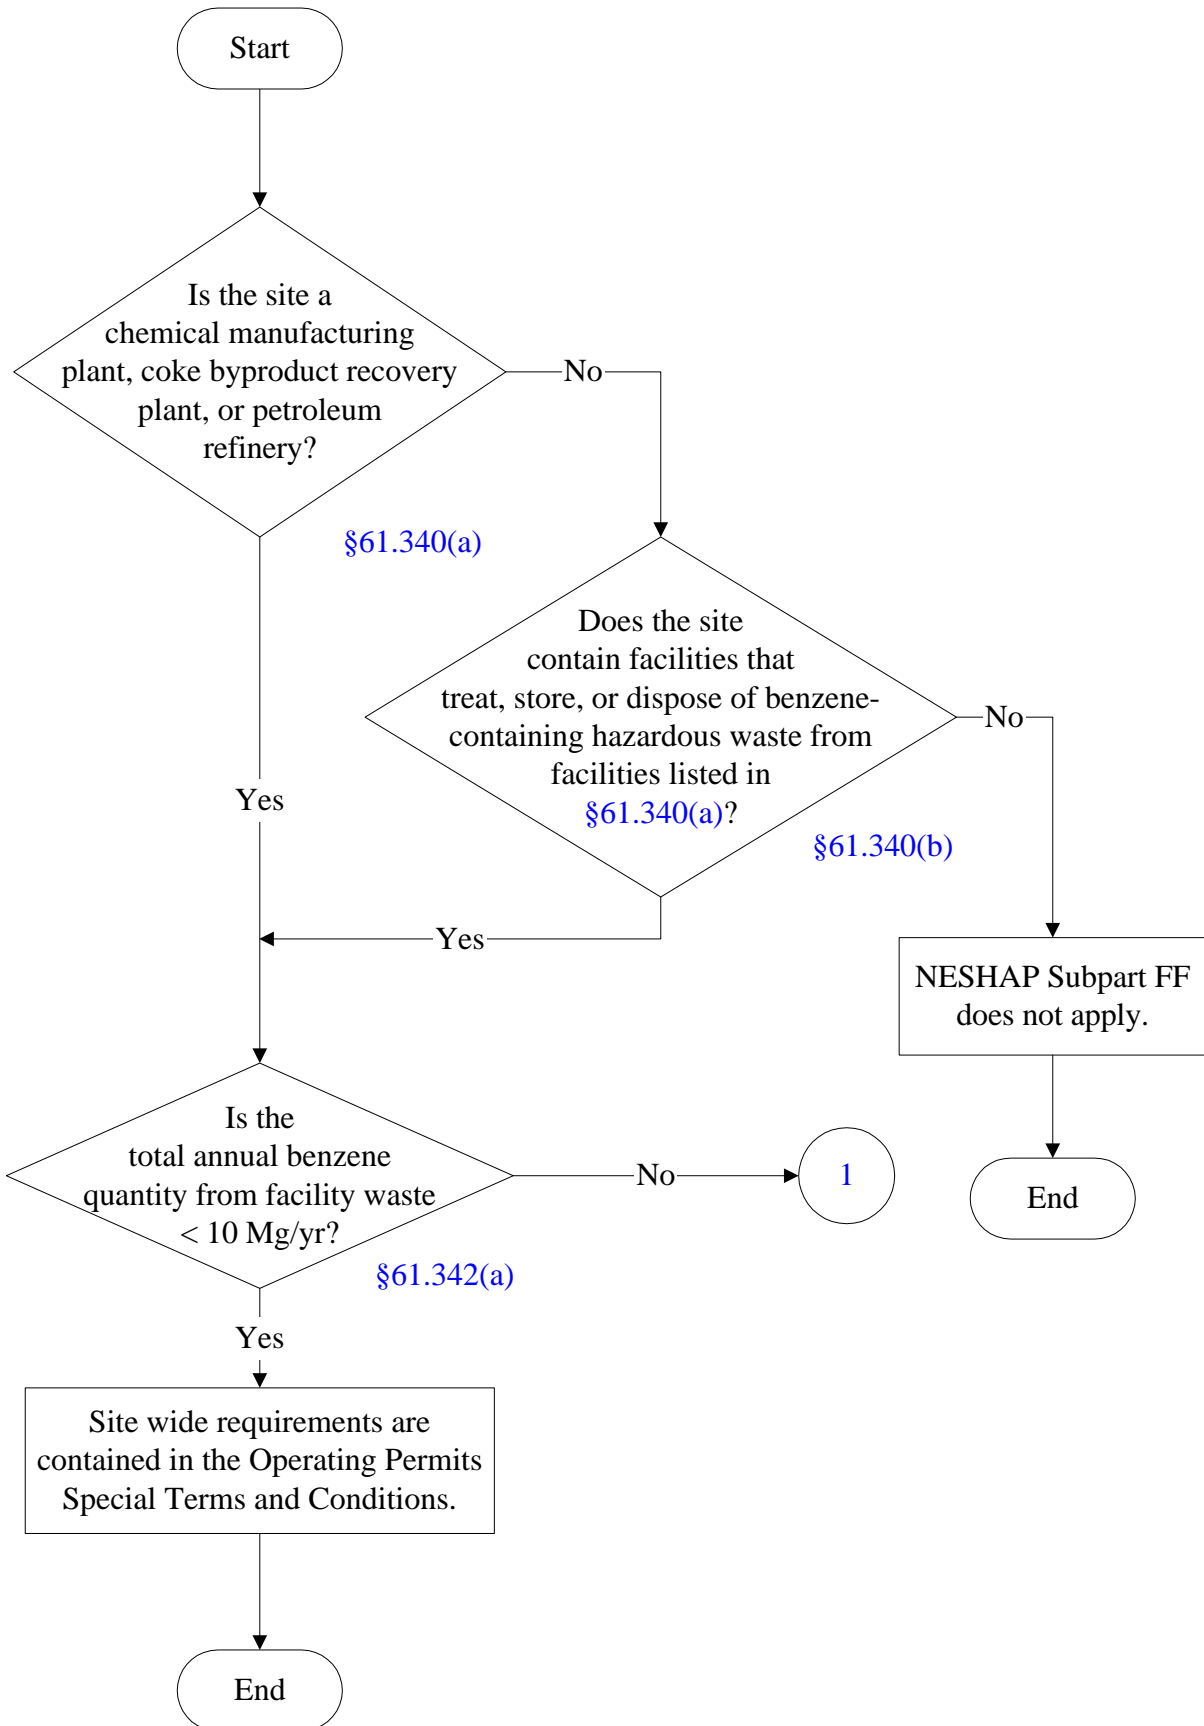 Start
Is the site a
chemical manufacturing
plant, coke byproduct recovery
plant, or petroleum
refinery?
No
§61.340(a)
Does the site
contain facilities that
treat, store, or dispose of benzene-
containing hazardous waste from
facilities listed in
§61.340(a)?
No
§61.340(b)
Yes
Yes
NESHAP Subpart FF
does not apply.
End
Is the
total annual benzene
quantity from facility waste
< 10 Mg/yr?
No
1
§61.342(a)
Yes
Site wide requirements are
contained in the Operating Permits
Special Terms and Conditions.
End